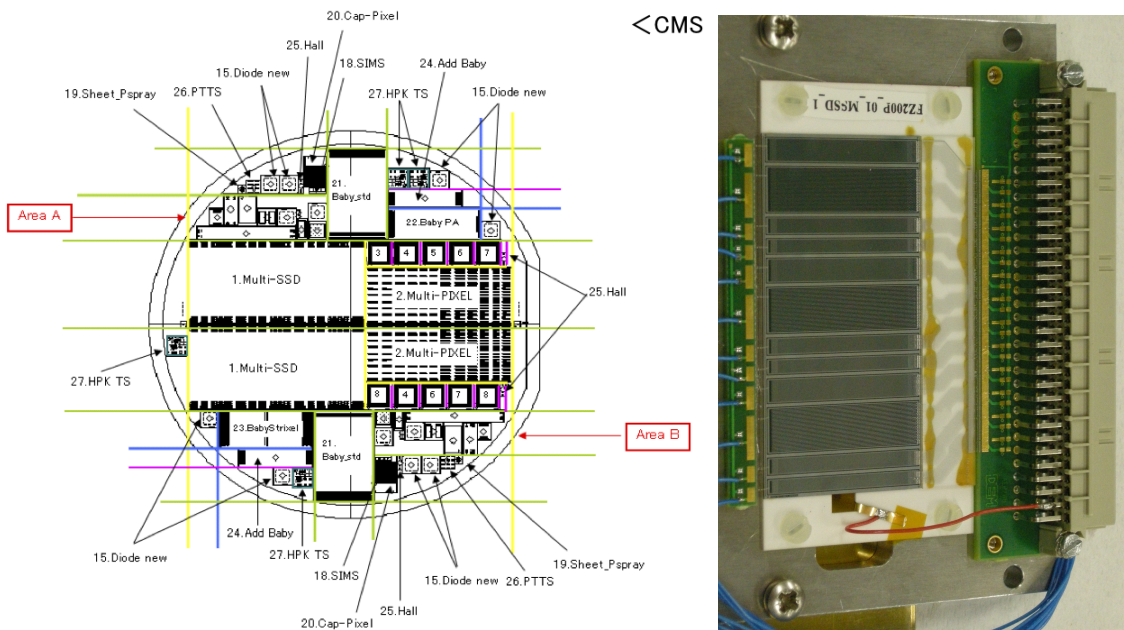 20.Cap-Pixel
<CMS
25.Hall
18.SIMS
24.Add Baby
15.Diode new
27.HPK TS
15.Diode new
19.Sheet_Pspray
26.PTTS
21.
Baby_std
22.Baby PA
Area A
3 4 5 6 7
1.Multi-SSD
2.Multi-PIXEL
25.Hall
1.Multi-SSD
2.Multi-PIXEL
27.HPK TS
8 4 6 7 8
23.BabyStrixel
21.
Baby_std
Area B
24.Add Baby
15.Diode new
27.HPK TS
18.SIMS
15.Diode new
19.Sheet_Pspray
26.PTTS
25.Hall
20.Cap-Pixel
FZ200P_01_MSSD_1